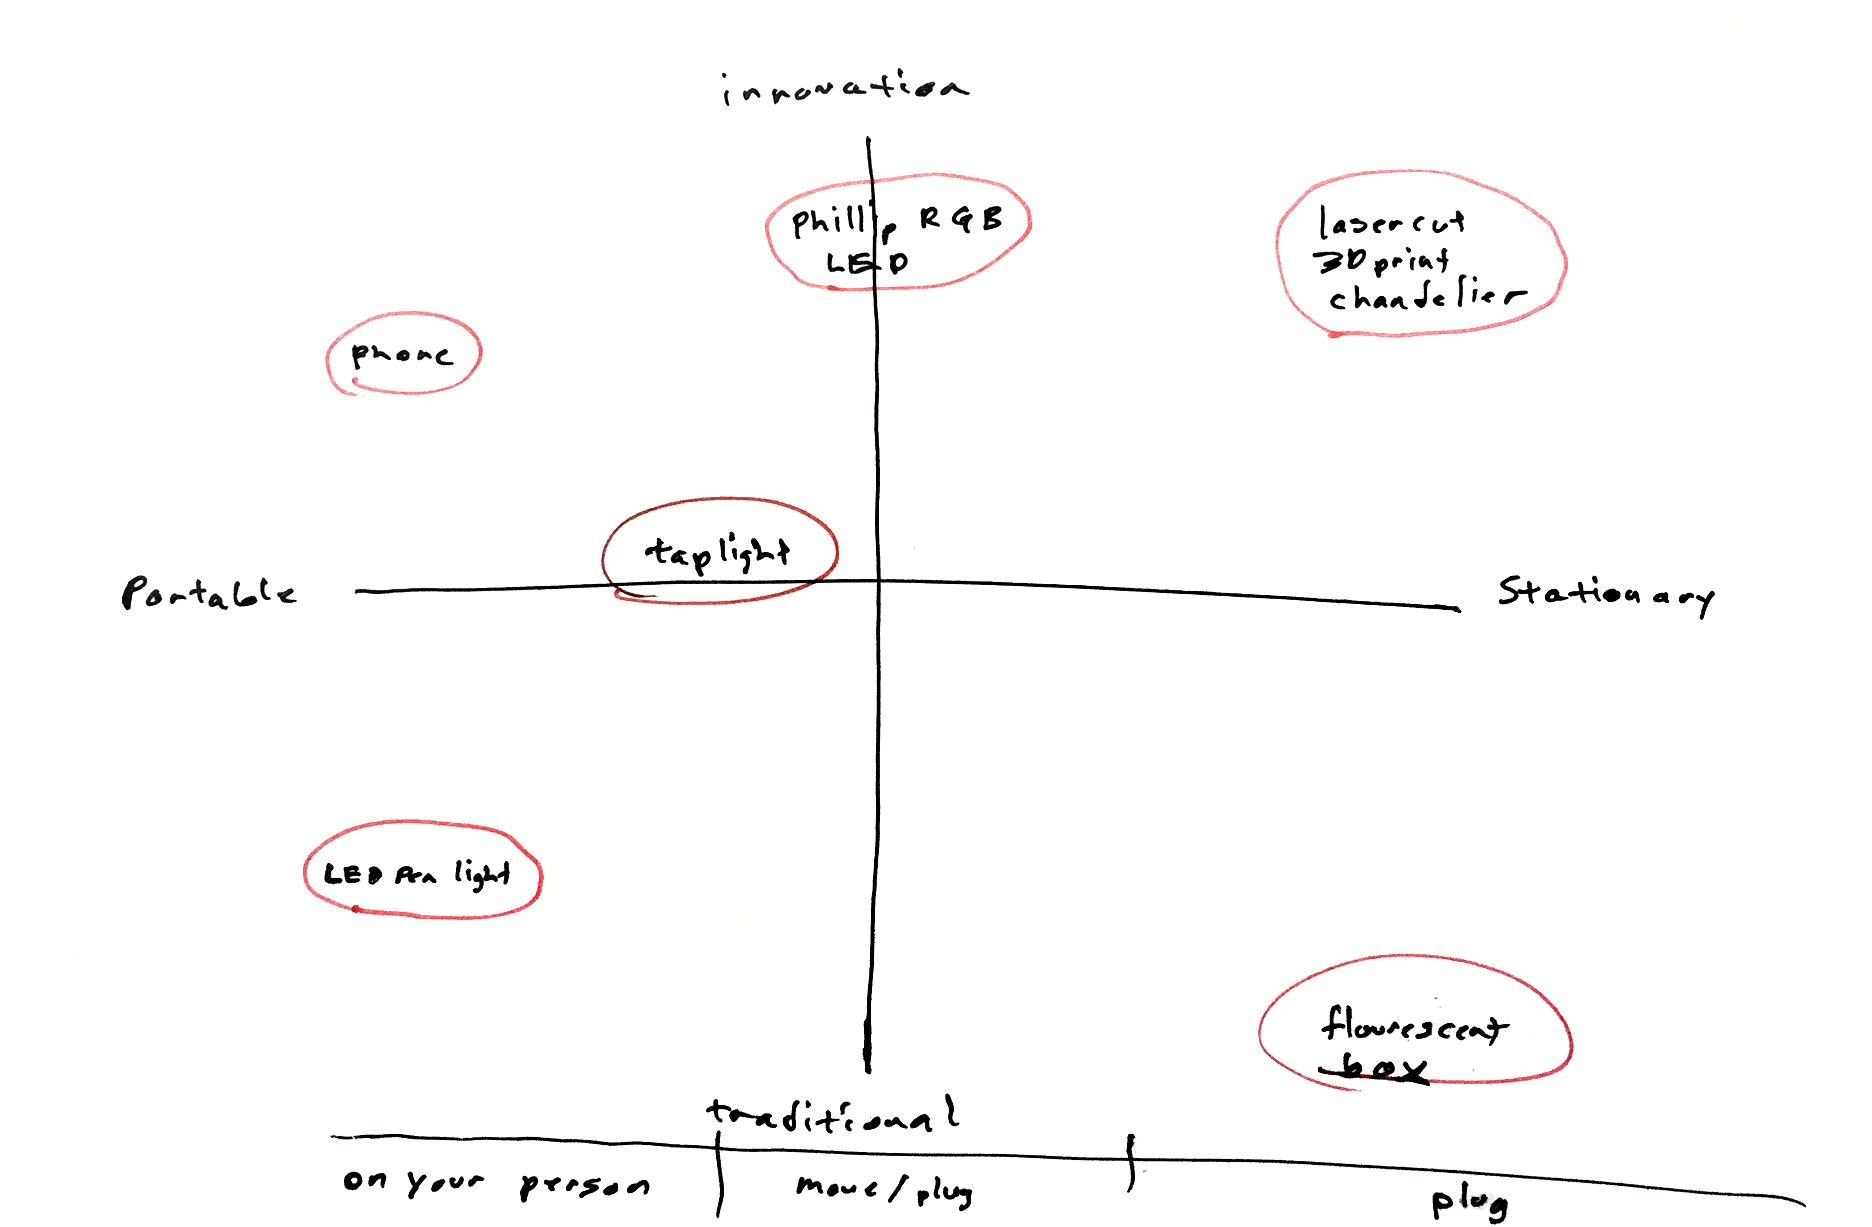 innovation
Phillip RGB
LED
lasercut
3D print
chandelier
phone
taplight
Portable
Stationary
LED Pen light
flourescent
box
traditional
on your person
move/plug
plug